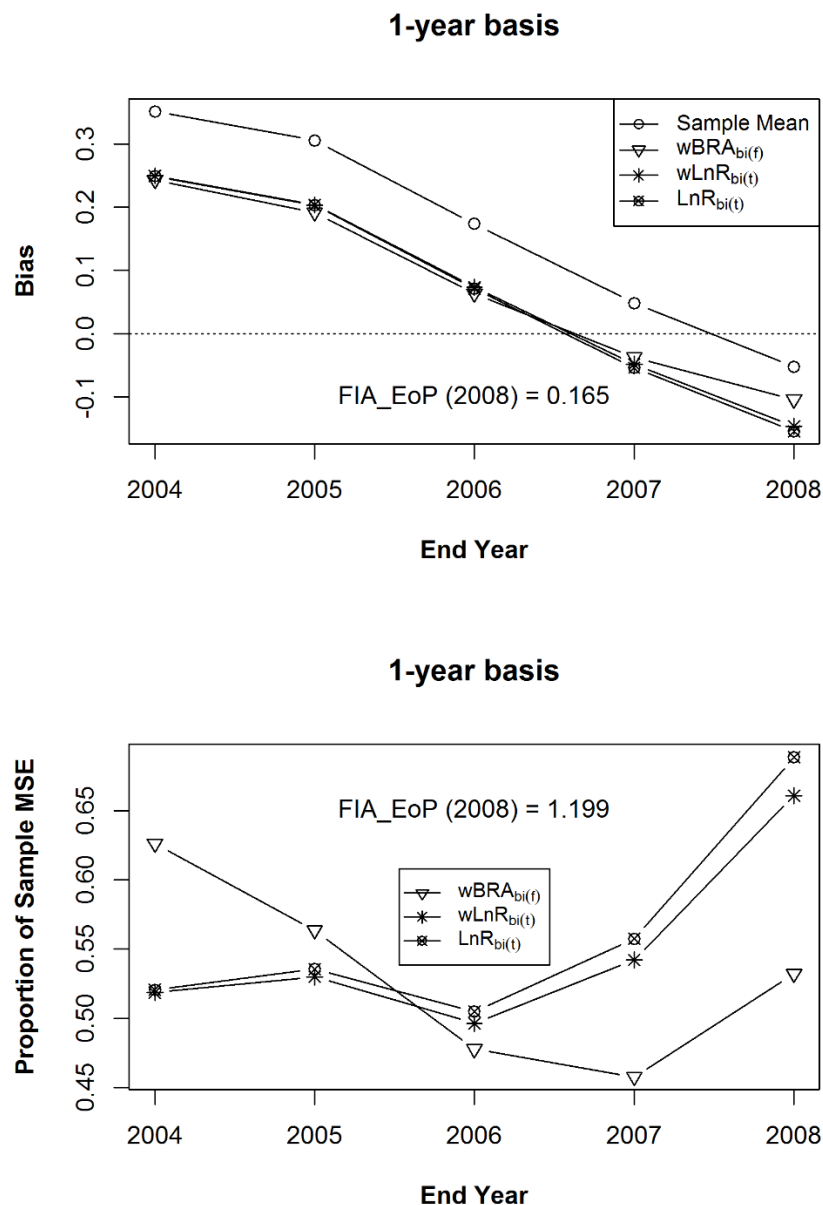 1-year basis
Bias
0.3
0.2
0.1
0.0
-0.1
Sample Mean
wBRAbi(f)
wLnRbi(t)
LnRbi(t)
FIA_EoP (2008) = 0.165
2004 2005 2006 2007 2008
End Year
1-year basis
Proportion of Sample MSE
0.65
0.60
0.55
0.50
0.45
FIA_EoP (2008) = 1.199
wBRAbi(f)
wLnRbi(t)
LnRbi(t)
2004 2005 2006 2007 2008
End Year